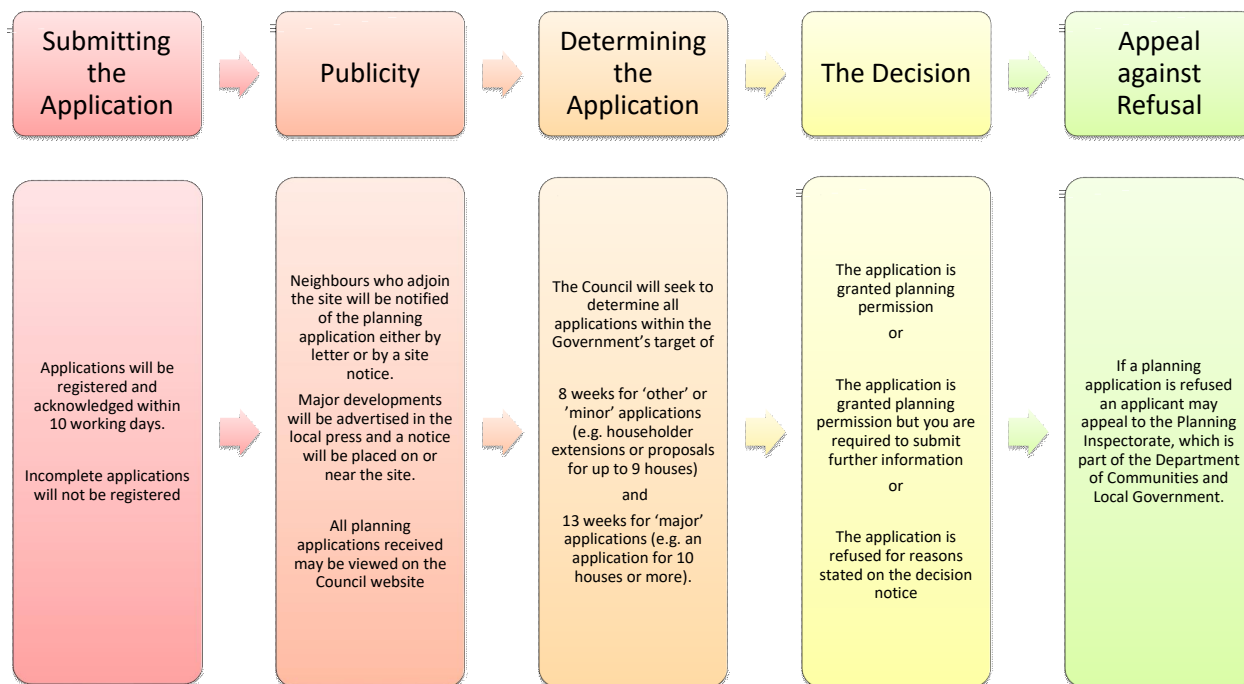 Submitting
the
Application
Publicity
Determining
the
Application
The Decision
Appeal
against
Refusal
Applications will be
registered and
acknowledged within
10 working days.
Incomplete applications
will not be registered
Neighbours who adjoin
the site will be notified
of the planning
application either by
letter or by a site
notice.
Major developments
will be advertised in the
local press and a notice
will be placed on or
near the site.
All planning
applications received
may be viewed on the
Council website
The Council will seek to
determine all
applications within the
Government’s target of
8 weeks for ‘other’ or
’minor’ applications
(e.g. householder
extensions or proposals
for up to 9 houses)
and
13 weeks for ‘major’
applications (e.g. an
application for 10
houses or more).
The application is
granted planning
permission
or
The application is
granted planning
permission but you are
required to submit
further information
or
The application is
refused for reasons
stated on the decision
notice
If a planning
application is refused
an applicant may
appeal to the Planning
Inspectorate, which is
part of the Department
of Communities and
Local Government.